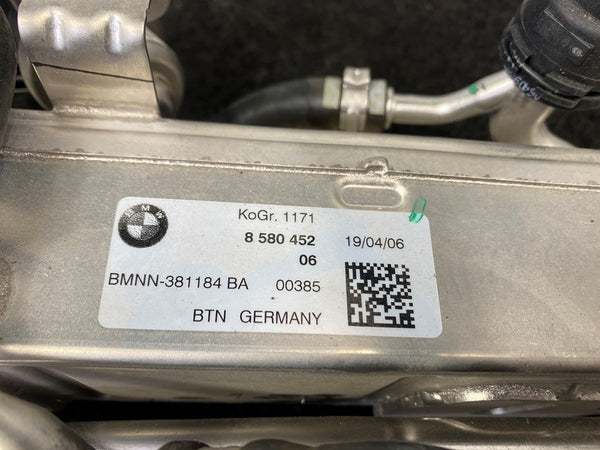 BMW
KoGr. 1171
8 580 452 19/04/06
06
BMNN-381184 BA 00385
BTN GERMANY